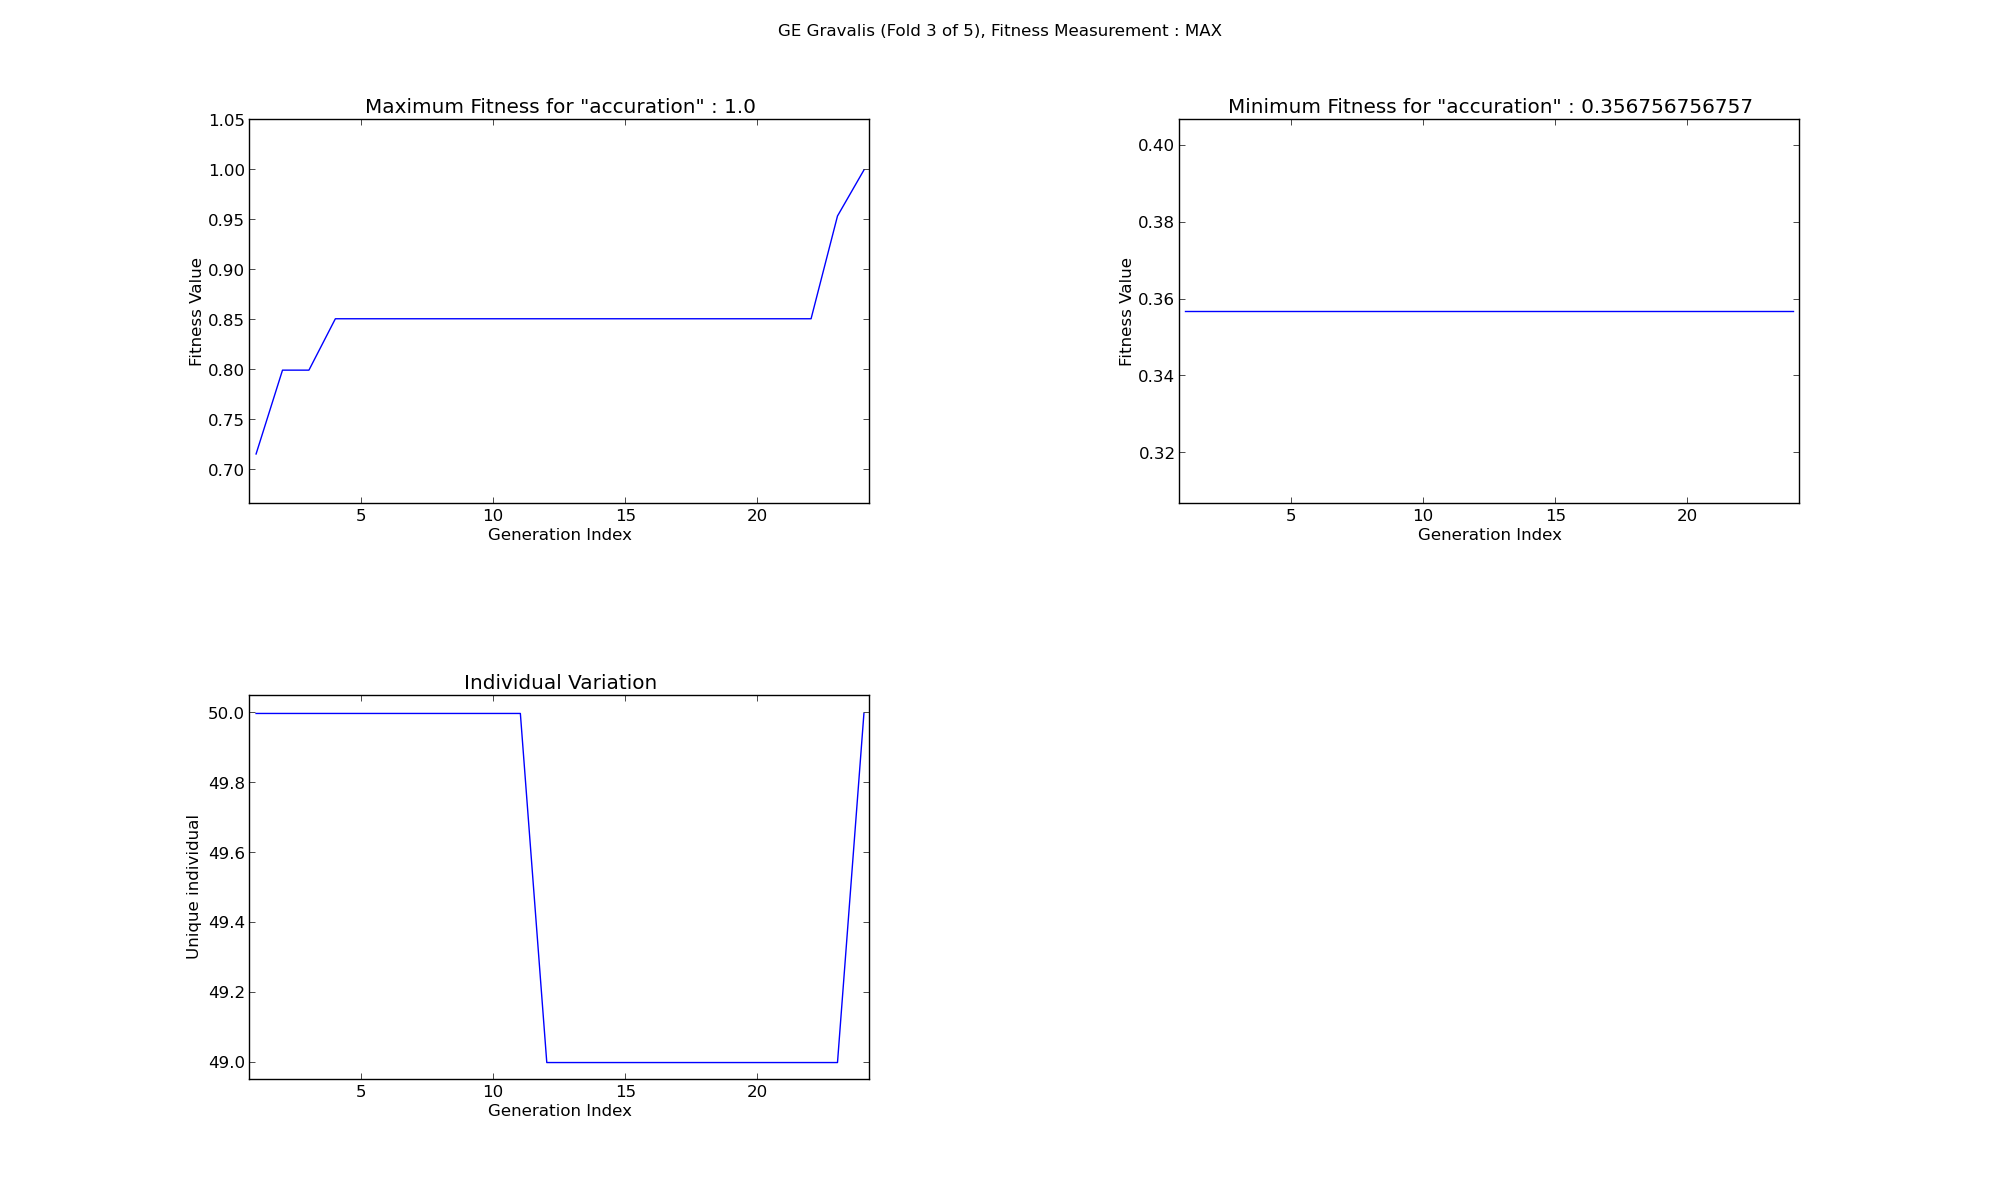 GE Gravalis (Fold 3 of 5), Fitness Measurement : MAX
Maximum Fitness for "accuration" : 1.0
1.05
1.00
0.95
0.90
0.85
0.80
0.75
0.70
Fitness Value
5 10 15 20
Generation Index
Minimum Fitness for "accuration" : 0.356756756757
0.40
0.38
0.36
0.34
0.32
Fitness Value
5 10 15 20
Generation Index
Individual Variation
50.0
49.8
49.6
49.4
49.2
49.0
Unique individual
5 10 15 20
Generation Index